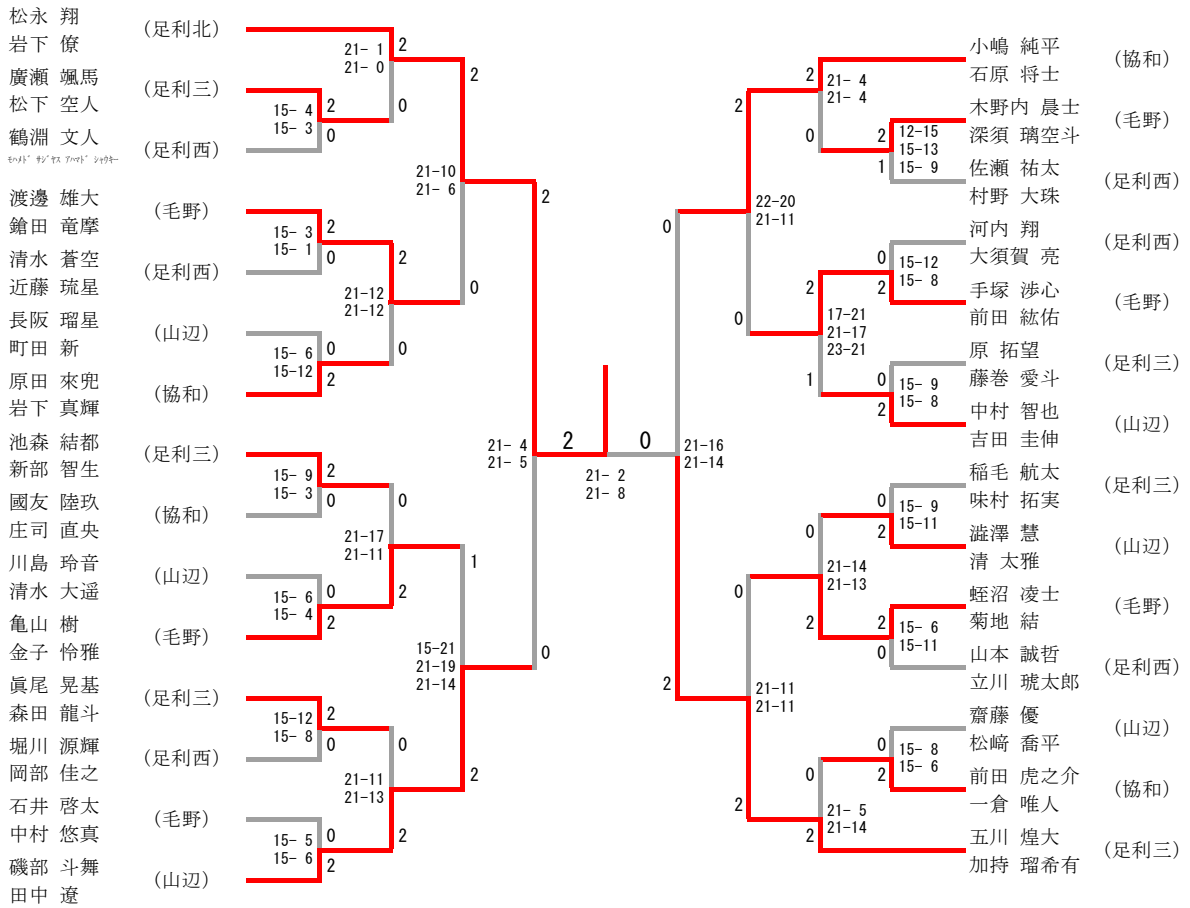 松永 翔
岩下 僚
(足利北)
廣瀬 颯馬
松下 空人
(足利三)
鶴淵 文人
(足利西)
渡邊 雄大
鎗田 竜摩
(毛野)
清水 蒼空
近藤 琉星
(足利西)
長阪 瑠星
町田 新
(山辺)
原田 來兜
岩下 真輝
(協和)
池森 結都
新部 智生
(足利三)
國友 陸玖
庄司 直央
(協和)
川島 玲音
清水 大遥
(山辺)
亀山 樹
金子 怜雅
(毛野)
眞尾 晃基
森田 龍斗
(足利三)
堀川 源輝
岡部 佳之
(足利西)
石井 啓太
中村 悠真
(毛野)
磯部 斗舞
田中 遼
(山辺)
15- 4
15- 3
2
0
15- 3
15- 1
2
0
15- 6
15-12
0
2
15- 9
15- 3
2
0
15- 6
15- 4
0
2
15-12
15- 8
2
0
15- 5
15- 6
0
2
21- 1
21- 0
2
0
21-12
21-12
2
0
21-17
21-11
0
2
21-11
21-13
0
2
21-10
21- 6
2
0
15-21
21-19
21-14
1
2
21- 4
21- 5
2
0
2
0
21- 2
21- 8
21-16
21-14
0
2
22-20
21-11
2
0
21-11
21-11
0
2
21- 4
21- 4
2
0
17-21
21-17
23-21
2
1
21-14
21-13
0
2
21- 5
21-14
0
2
12-15
15-13
15- 9
2
1
15-12
15- 8
0
2
15- 9
15- 8
0
2
15- 9
15-11
0
2
15- 6
15-11
2
0
15- 8
15- 6
0
2
小嶋 純平
石原 将士
(協和)
木野内 晨士
深須 璃空斗
(毛野)
佐瀬 祐太
村野 大珠
(足利西)
河内 翔
大須賀 亮
(足利西)
手塚 渉心
前田 紘佑
(毛野)
原 拓望
藤巻 愛斗
(足利三)
中村 智也
吉田 圭伸
(山辺)
稲毛 航太
味村 拓実
(足利三)
澁澤 慧
清 太雅
(山辺)
蛭沼 凌士
菊地 結
(毛野)
山本 誠哲
立川 琥太郎
(足利西)
齋藤 優
松﨑 喬平
(山辺)
前田 虎之介
一倉 唯人
(協和)
五川 煌大
加持 瑠希有
(足利三)